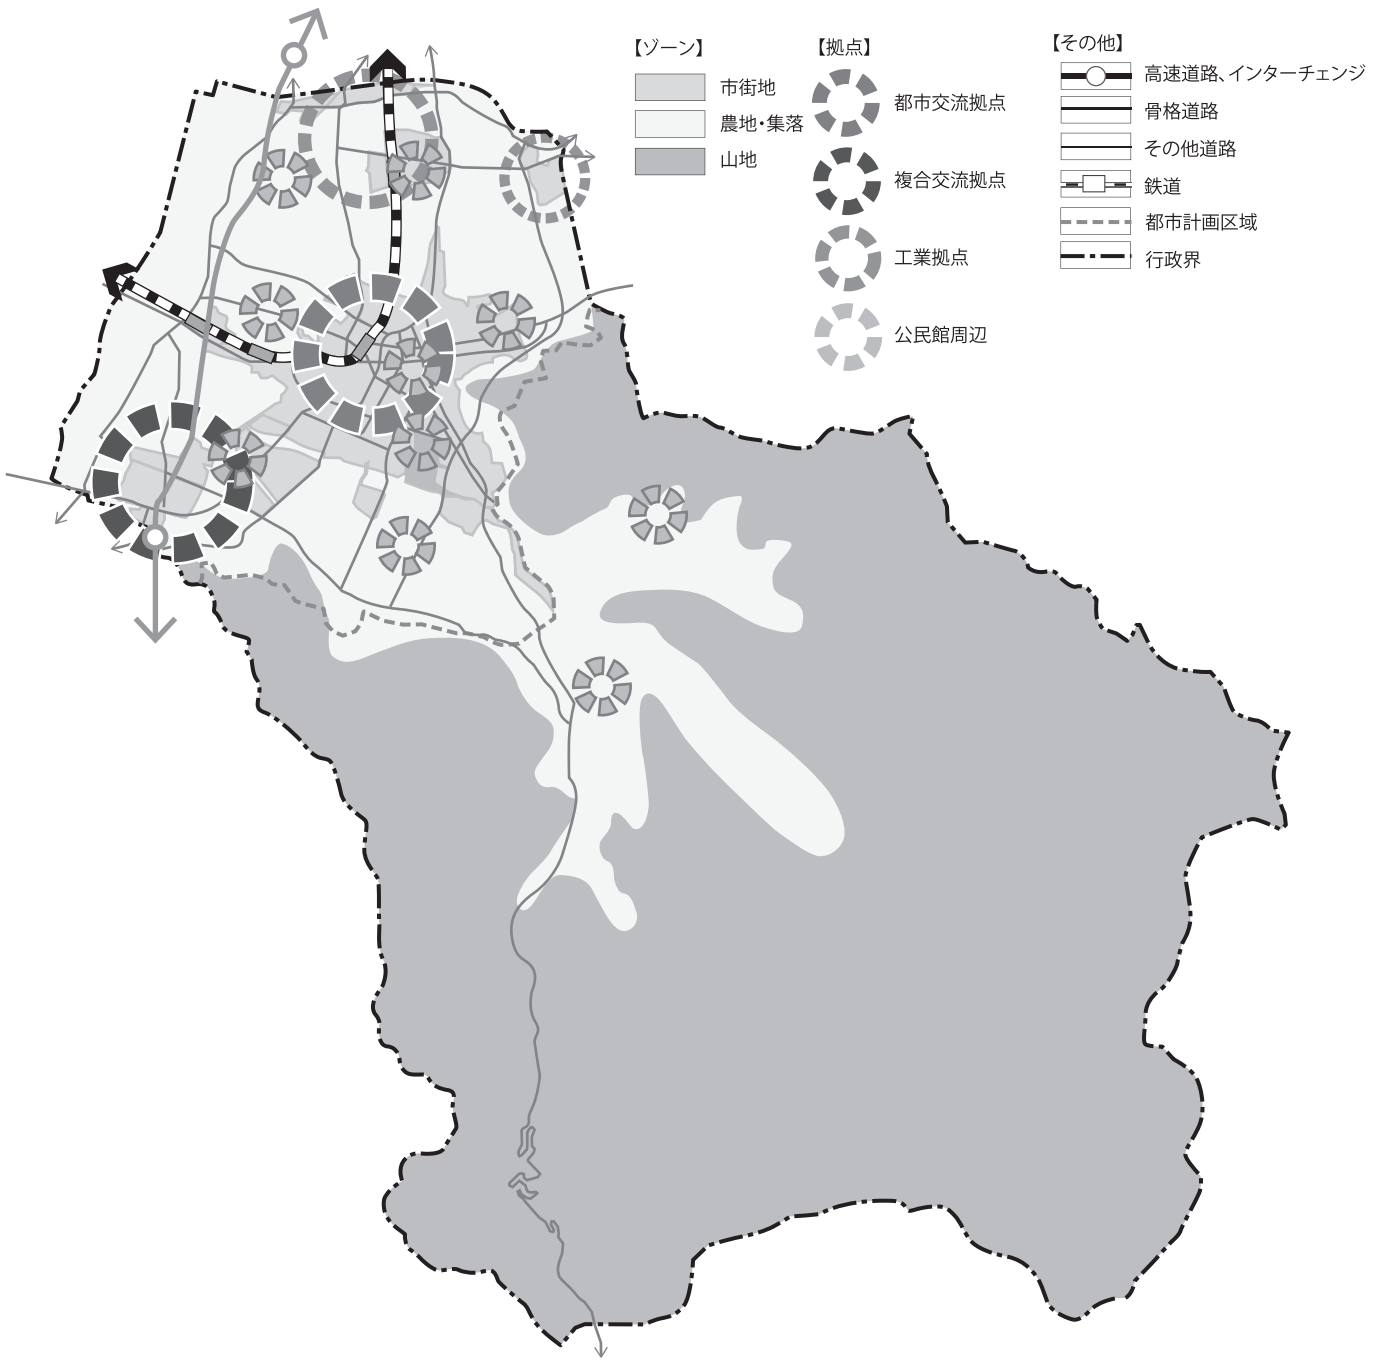 【ゾーン】
市街地
農地・集落
山地
【拠点】
都市交流拠点
複合交流拠点
工業拠点
公民館周辺
【その他】
高速道路、インターチェンジ
骨格道路
その他道路
鉄道
都市計画区域
行政界